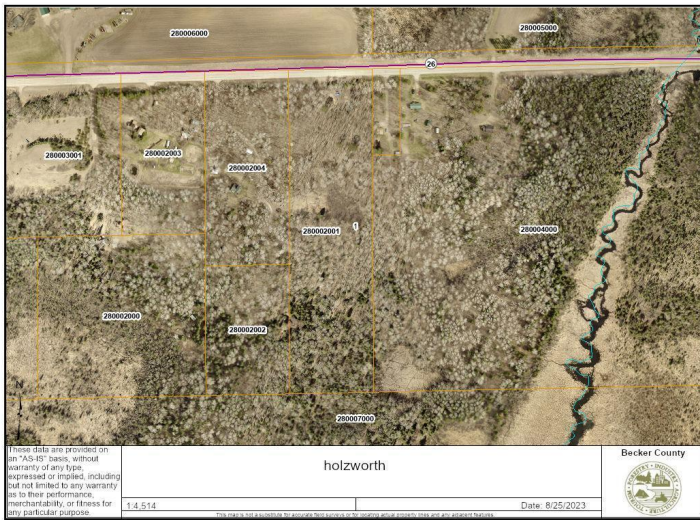 280006000
280005000
26
280003001
280002003
280002004
280002001
1
280004000
280002000
280002002
280007000
N
These data are provided on
an "AS-IS" basis, without
warranty of any type,
expressed or implied, including
but not limited to any warranty
as to their performance,
merchantability, or fitness for
any particular purpose.
holzworth
1:4,514
Date: 8/25/2023
This map is not a substitute for accurate field surveys or for locating actual property lines and any adjacent features.
Becker County